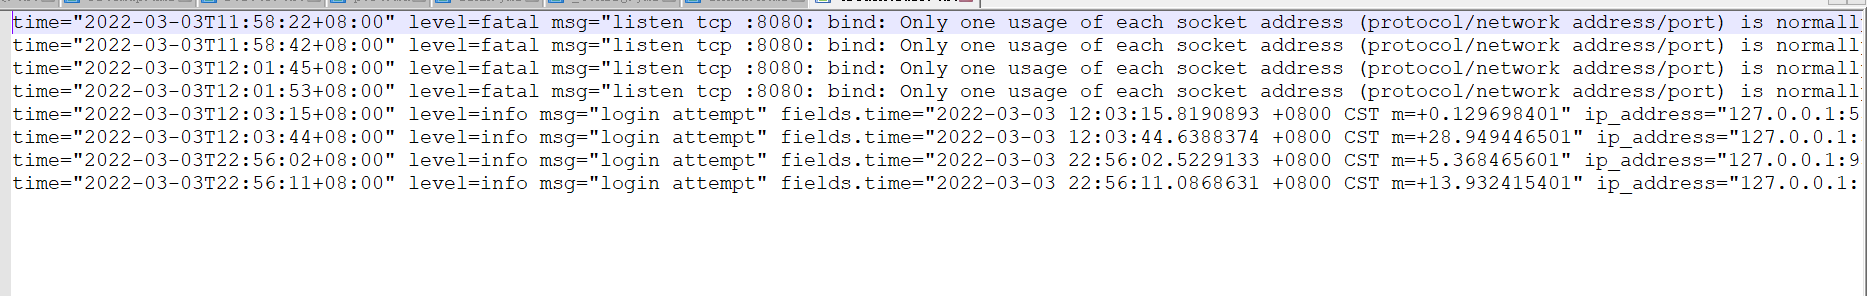 time="2022-03-03T11:58:22+08:00" level=fatal msg="listen tcp :8080: bind: Only one usage of each socket address (protocol/network address/port) is normall
time="2022-03-03T11:58:42+08:00" level=fatal msg="listen tcp :8080: bind: Only one usage of each socket address (protocol/network address/port) is normall
time="2022-03-03T12:01:45+08:00" level=fatal msg="listen tcp :8080: bind: Only one usage of each socket address (protocol/network address/port) is normall
time="2022-03-03T12:01:53+08:00" level=fatal msg="listen tcp :8080: bind: Only one usage of each socket address (protocol/network address/port) is normall
time="2022-03-03T12:03:15+08:00" level=info msg="login attempt" fields.time="2022-03-03 12:03:15.8190893 +0800 CST m=+0.129698401" ip_address="127.0.0.1:5
time="2022-03-03T12:03:44+08:00" level=info msg="login attempt" fields.time="2022-03-03 12:03:44.6388374 +0800 CST m=+28.949446501" ip_address="127.0.0.1:
time="2022-03-03T22:56:02+08:00" level=info msg="login attempt" fields.time="2022-03-03 22:56:02.5229133 +0800 CST m=+5.368465601" ip_address="127.0.0.1:9
time="2022-03-03T22:56:11+08:00" level=info msg="login attempt" fields.time="2022-03-03 22:56:11.0868631 +0800 CST m=+13.932415401" ip_address="127.0.0.1: